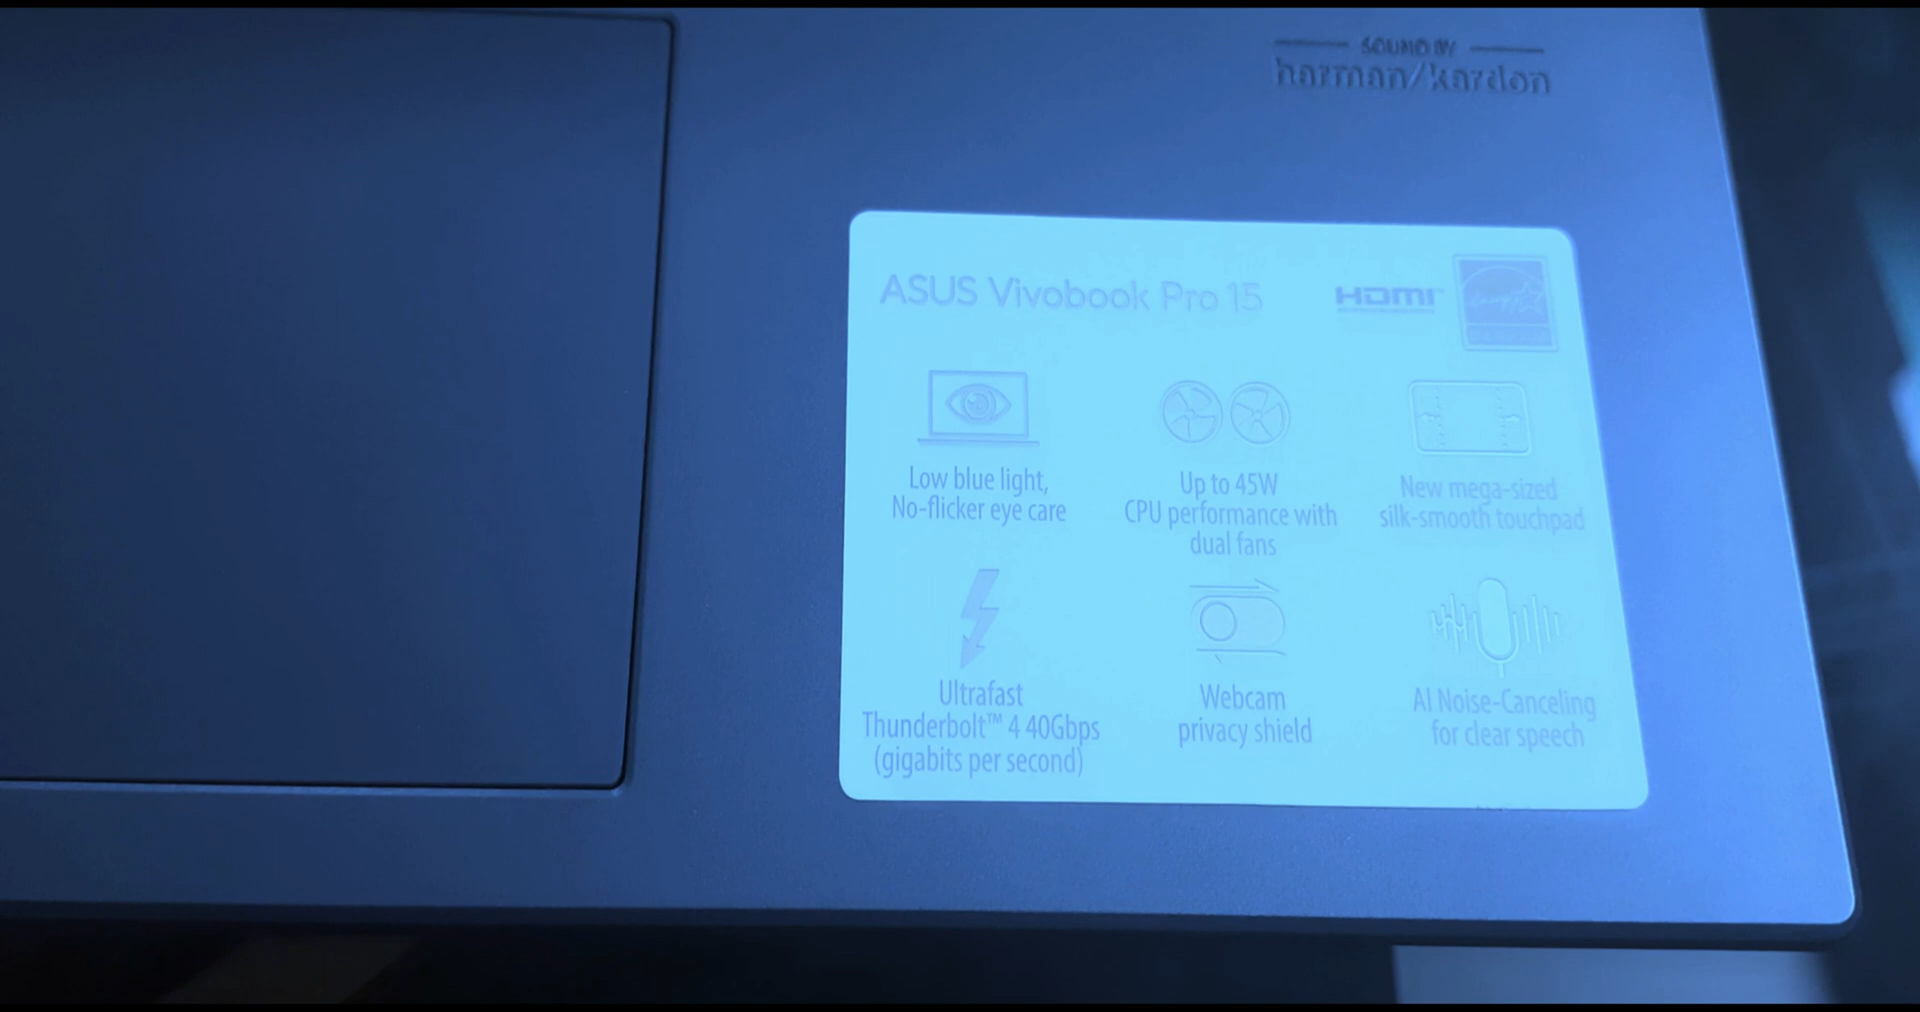 SOUND BY
harman/kardon
ASUS Vivobook Pro 15
HDMI™
Low blue light,
No-flicker eye care
Up to 45W
CPU performance with
dual fans
New mega-sized
silk-smooth touchpad
Ultrafast
Thunderbolt™ 4 40Gbps
(gigabits per second)
Webcam
privacy shield
AI Noise-Canceling
for clear speech